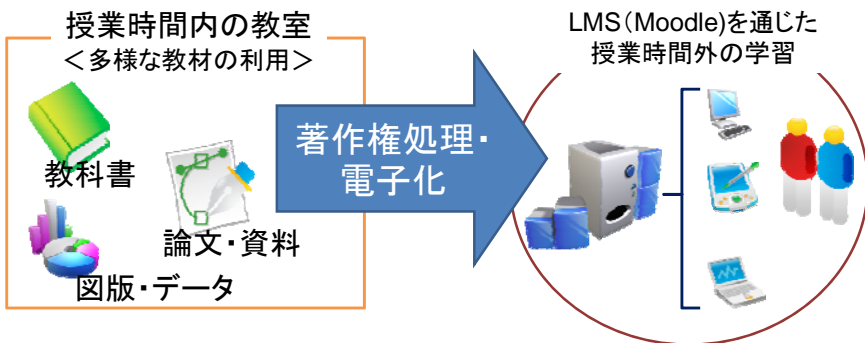 授業時間内の教室
＜多様な教材の利用＞
教科書
論文・資料
図版・データ
著作権処理・
電子化
LMS（Moodle)を通じた
授業時間外の学習